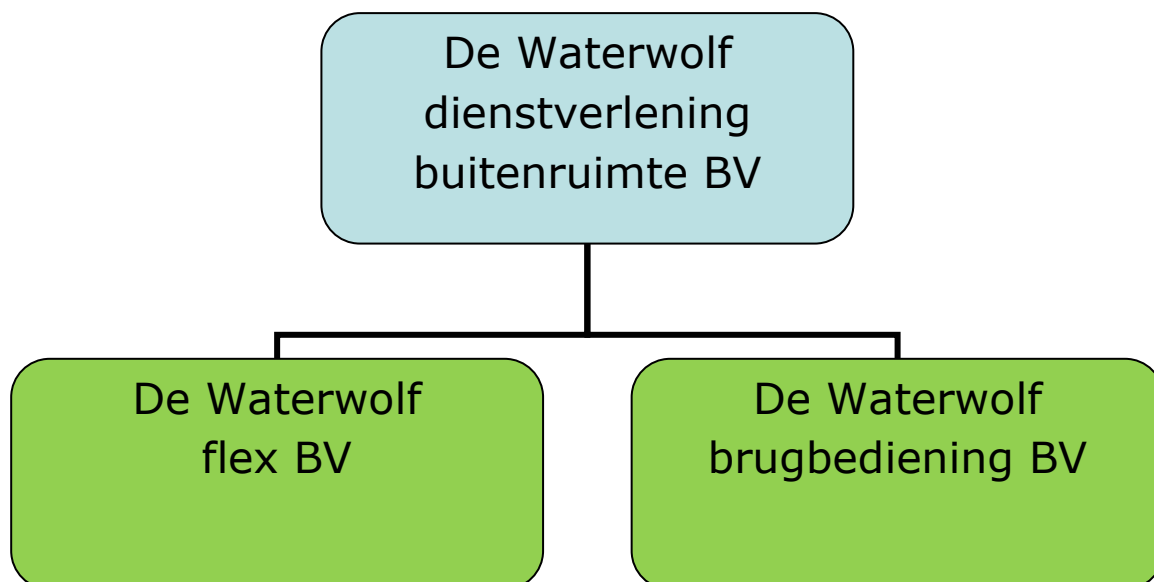 De Waterwolf
dienstverlening
buitenruimte BV
De Waterwolf
flex BV
De Waterwolf
brugbediening BV